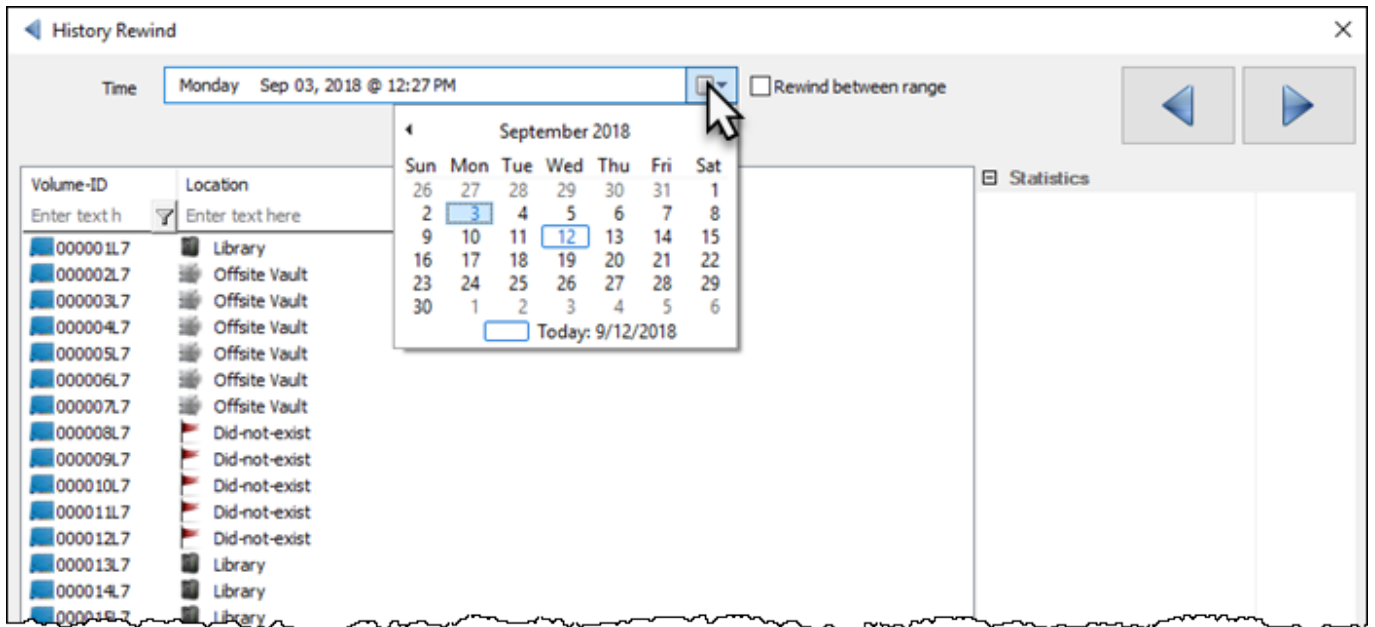 History Rewind
Time Monday Sep 03, 2018 @ 12:27 PM Rewind between range
September 2018
Sun Mon Tue Wed Thu Fri Sat
26 27 28 29 30 31 1
2 3 4 5 6 7 8
9 10 11 12 13 14 15
16 17 18 19 20 21 22
23 24 25 26 27 28 29
30 1 2 3 4 5 6
Today: 9/12/2018
Volume-ID Location
Enter text h Enter text here
000001L7 Library
000002L7 Offsite Vault
000003L7 Offsite Vault
000004L7 Offsite Vault
000005L7 Offsite Vault
000006L7 Offsite Vault
000007L7 Offsite Vault
000008L7 Did-not-exist
000009L7 Did-not-exist
000010L7 Did-not-exist
000011L7 Did-not-exist
000012L7 Did-not-exist
000013L7 Library
000014L7 Library
000015L7 Library
Statistics